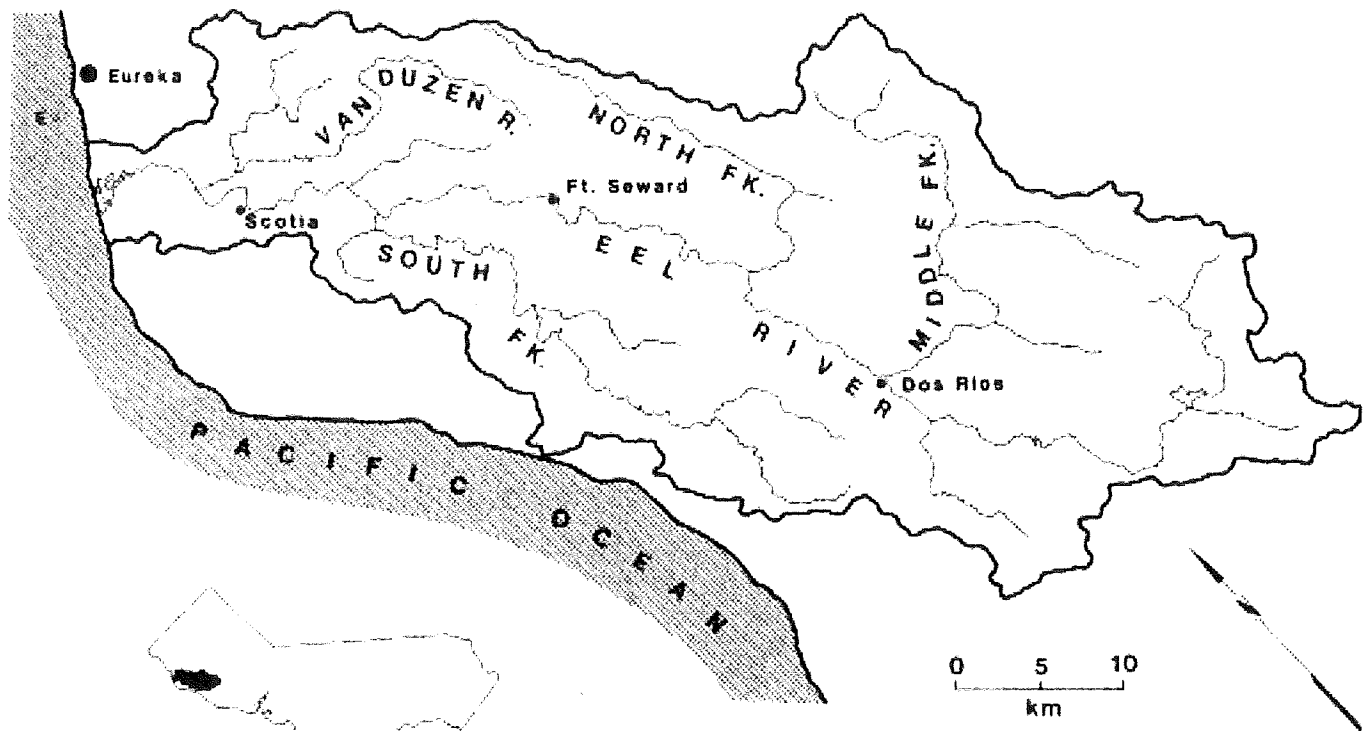 Eureka
E
VAN DUZEN R.
NORTH FK.
MIDDLE FK.
Ft. Seward
Scotia
SOUTH FK.
EEL RIVER
Dos Rios
PACIFIC OCEAN
0 5 10
km